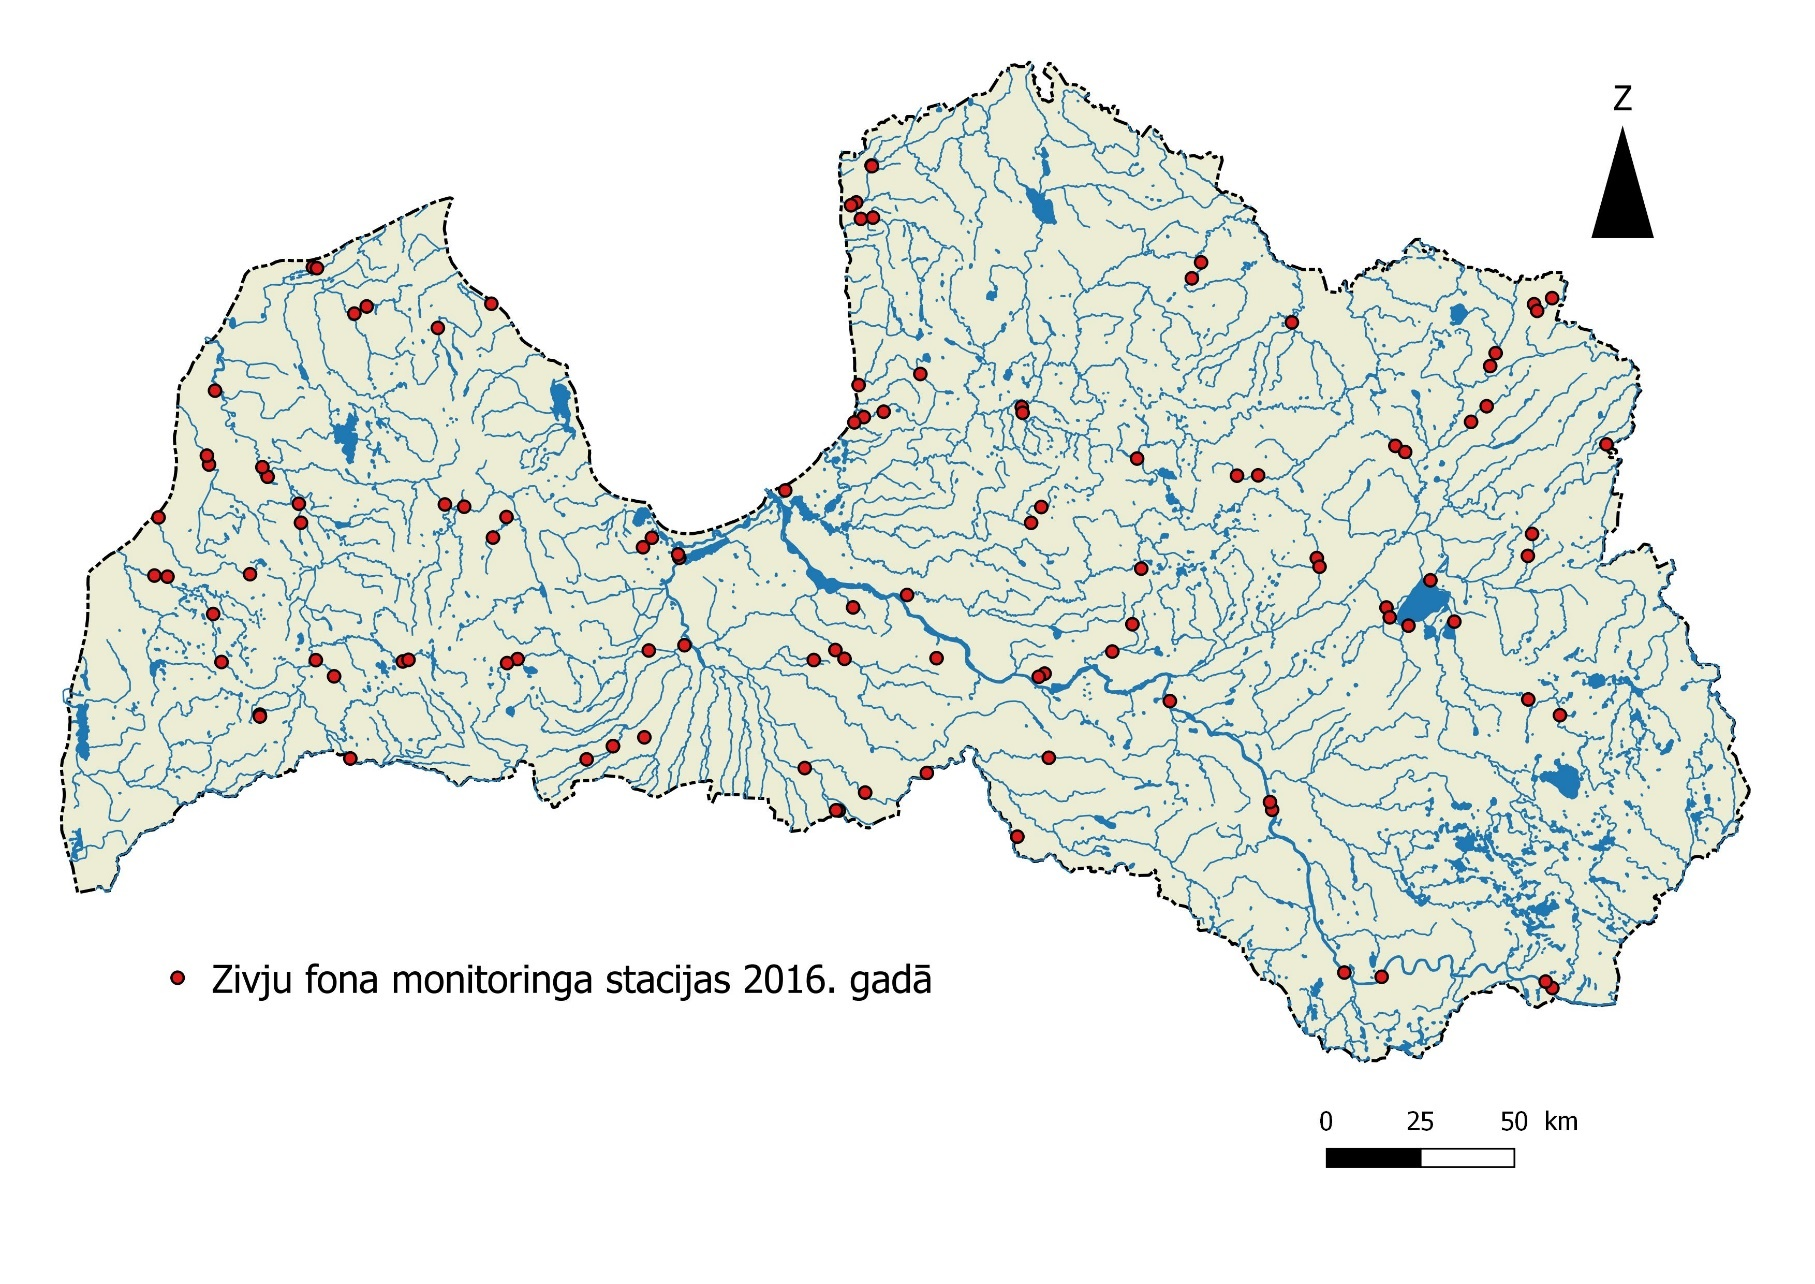 Z
Zivju fona monitoringa stacijas 2016. gadā
0 25 50 km